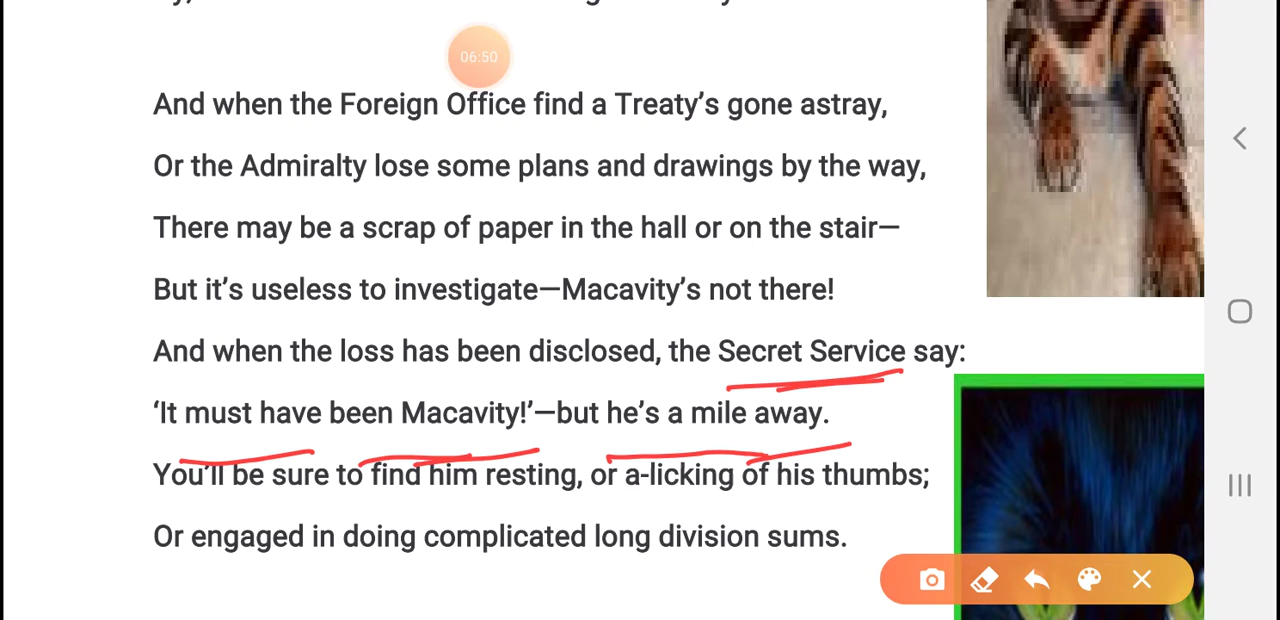 06:50
And when the Foreign Office find a Treaty’s gone astray,
Or the Admiralty lose some plans and drawings by the way,
There may be a scrap of paper in the hall or on the stair—
But it’s useless to investigate—Macavity’s not there!
And when the loss has been disclosed, the Secret Service say:
‘It must have been Macavity!’—but he’s a mile away.
You’ll be sure to find him resting, or a-licking of his thumbs;
Or engaged in doing complicated long division sums.